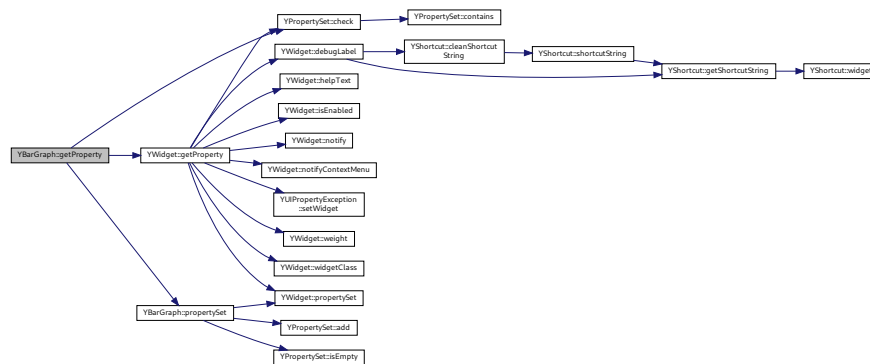 YPropertySet::check
YPropertySet::contains
YWidget::debugLabel
YShortcut::cleanShortcut
String
YShortcut::shortcutString
YShortcut::getShortcutString
YShortcut::widget
YWidget::helpText
YWidget::isEnabled
YWidget::notify
YBarGraph::getProperty
YWidget::getProperty
YWidget::notifyContextMenu
YUIPropertyException
::setWidget
YWidget::weight
YWidget::widgetClass
YWidget::propertySet
YBarGraph::propertySet
YPropertySet::add
YPropertySet::isEmpty